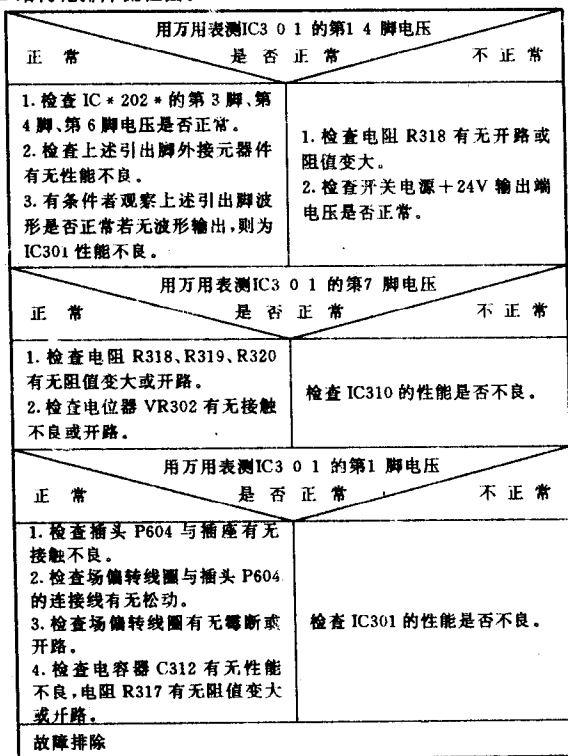 用万用表测IC3 0 1 的第1 4 脚电压
正 常 是 否 正 常 不 正 常
1. 检查 IC * 202 * 的第 3 脚、第
4 脚、第 6 脚电压是否正常。
2. 检查上述引出脚外接元器件
有无性能不良。
3. 有条件者观察上述引出脚波
形是否正常若无波形输出,则为
IC301 性能不良。
1. 检查电阻 R318 有无开路或
阻值变大。
2. 检查开关电源+24V 输出端
电压是否正常。
用万用表测IC3 0 1 的第7 脚电压
正 常 是 否 正 常 不 正 常
1. 检查电阻 R318、R319、R320
有无阻值变大或开路。
2. 检查电位器 VR302 有无接触
不良或开路。
检查 IC310 的性能是否不良。
用万用表测IC3 0 1 的第1 脚电压
正 常 是 否 正 常 不 正 常
1. 检查插头 P604 与插座有无
接触不良。
2. 检查场偏转线圈与插头 P604
的连接线有无松动。
3. 检查场偏转线圈有无霉断或
开路。
4. 检查电容器 C312 有无性能
不良,电阻 R317 有无阻值变大
或开路。
检查 IC301 的性能是否不良。
故障排除